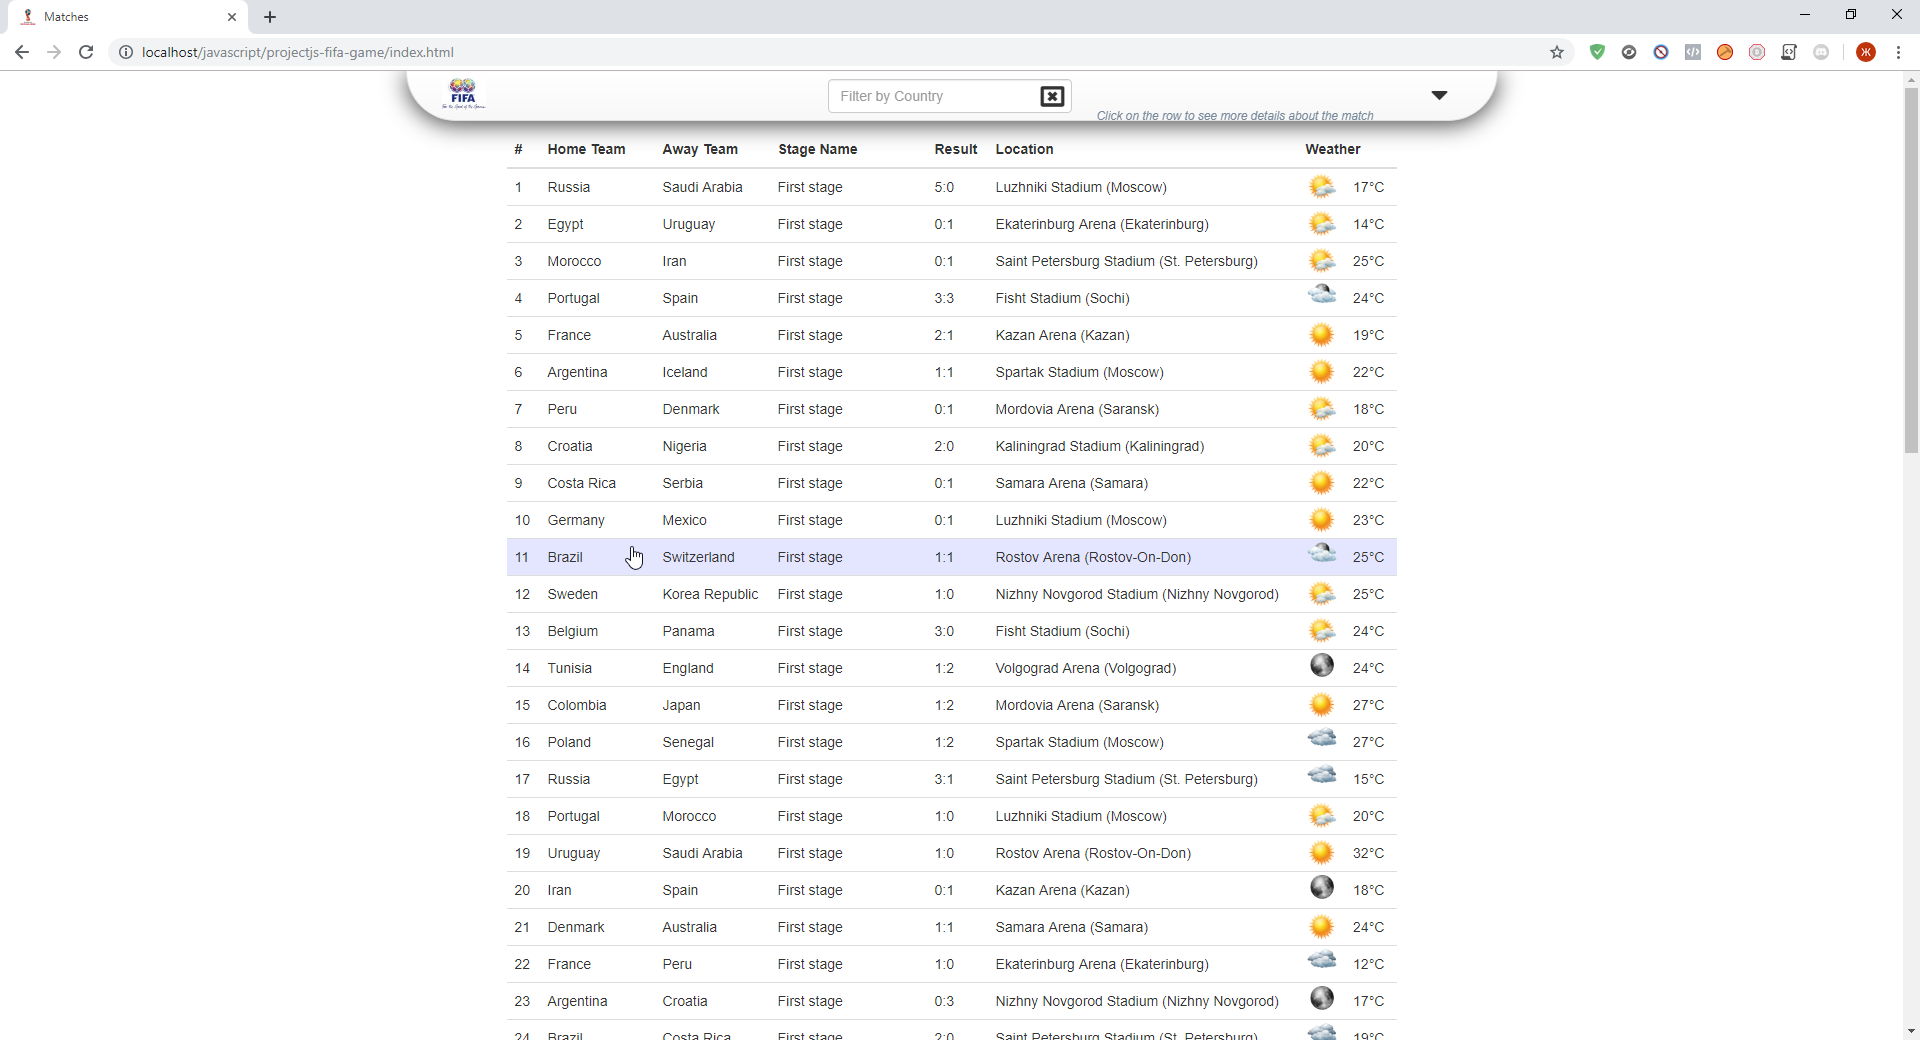 Matches
localhost/javascript/projectjs-fifa-game/index.html
Ж
FIFA
For the Good of the Game
Filter by Country
Click on the row to see more details about the match
# Home Team Away Team Stage Name Result Location Weather
1 Russia Saudi Arabia First stage 5:0 Luzhniki Stadium (Moscow) 17°C
2 Egypt Uruguay First stage 0:1 Ekaterinburg Arena (Ekaterinburg) 14°C
3 Morocco Iran First stage 0:1 Saint Petersburg Stadium (St. Petersburg) 25°C
4 Portugal Spain First stage 3:3 Fisht Stadium (Sochi) 24°C
5 France Australia First stage 2:1 Kazan Arena (Kazan) 19°C
6 Argentina Iceland First stage 1:1 Spartak Stadium (Moscow) 22°C
7 Peru Denmark First stage 0:1 Mordovia Arena (Saransk) 18°C
8 Croatia Nigeria First stage 2:0 Kaliningrad Stadium (Kaliningrad) 20°C
9 Costa Rica Serbia First stage 0:1 Samara Arena (Samara) 22°C
10 Germany Mexico First stage 0:1 Luzhniki Stadium (Moscow) 23°C
11 Brazil Switzerland First stage 1:1 Rostov Arena (Rostov-On-Don) 25°C
12 Sweden Korea Republic First stage 1:0 Nizhny Novgorod Stadium (Nizhny Novgorod) 25°C
13 Belgium Panama First stage 3:0 Fisht Stadium (Sochi) 24°C
14 Tunisia England First stage 1:2 Volgograd Arena (Volgograd) 24°C
15 Colombia Japan First stage 1:2 Mordovia Arena (Saransk) 27°C
16 Poland Senegal First stage 1:2 Spartak Stadium (Moscow) 27°C
17 Russia Egypt First stage 3:1 Saint Petersburg Stadium (St. Petersburg) 15°C
18 Portugal Morocco First stage 1:0 Luzhniki Stadium (Moscow) 20°C
19 Uruguay Saudi Arabia First stage 1:0 Rostov Arena (Rostov-On-Don) 32°C
20 Iran Spain First stage 0:1 Kazan Arena (Kazan) 18°C
21 Denmark Australia First stage 1:1 Samara Arena (Samara) 24°C
22 France Peru First stage 1:0 Ekaterinburg Arena (Ekaterinburg) 12°C
23 Argentina Croatia First stage 0:3 Nizhny Novgorod Stadium (Nizhny Novgorod) 17°C
24 Brazil Costa Rica First stage 2:0 Saint Petersburg Stadium (St. Petersburg) 19°C